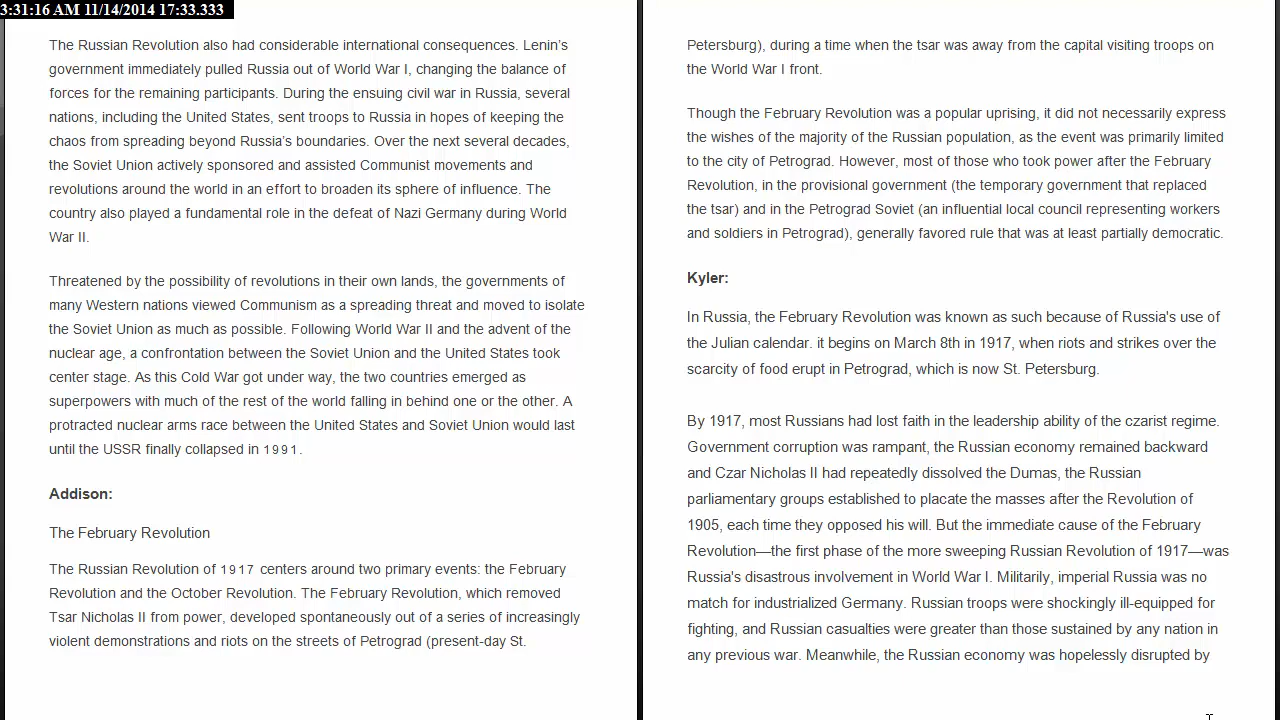 3:31:16 AM 11/14/2014 17:33.333
The Russian Revolution also had considerable international consequences. Lenin’s
government immediately pulled Russia out of World War I, changing the balance of
forces for the remaining participants. During the ensuing civil war in Russia, several
nations, including the United States, sent troops to Russia in hopes of keeping the
chaos from spreading beyond Russia’s boundaries. Over the next several decades,
the Soviet Union actively sponsored and assisted Communist movements and
revolutions around the world in an effort to broaden its sphere of influence. The
country also played a fundamental role in the defeat of Nazi Germany during World
War II.
Threatened by the possibility of revolutions in their own lands, the governments of
many Western nations viewed Communism as a spreading threat and moved to isolate
the Soviet Union as much as possible. Following World War II and the advent of the
nuclear age, a confrontation between the Soviet Union and the United States took
center stage. As this Cold War got under way, the two countries emerged as
superpowers with much of the rest of the world falling in behind one or the other. A
protracted nuclear arms race between the United States and Soviet Union would last
until the USSR finally collapsed in 1991.
Addison:
The February Revolution
The Russian Revolution of 1917 centers around two primary events: the February
Revolution and the October Revolution. The February Revolution, which removed
Tsar Nicholas II from power, developed spontaneously out of a series of increasingly
violent demonstrations and riots on the streets of Petrograd (present-day St.
Petersburg), during a time when the tsar was away from the capital visiting troops on
the World War I front.
Though the February Revolution was a popular uprising, it did not necessarily express
the wishes of the majority of the Russian population, as the event was primarily limited
to the city of Petrograd. However, most of those who took power after the February
Revolution, in the provisional government (the temporary government that replaced
the tsar) and in the Petrograd Soviet (an influential local council representing workers
and soldiers in Petrograd), generally favored rule that was at least partially democratic.
Kyler:
In Russia, the February Revolution was known as such because of Russia's use of
the Julian calendar. it begins on March 8th in 1917, when riots and strikes over the
scarcity of food erupt in Petrograd, which is now St. Petersburg.
By 1917, most Russians had lost faith in the leadership ability of the czarist regime.
Government corruption was rampant, the Russian economy remained backward
and Czar Nicholas II had repeatedly dissolved the Dumas, the Russian
parliamentary groups established to placate the masses after the Revolution of
1905, each time they opposed his will. But the immediate cause of the February
Revolution—the first phase of the more sweeping Russian Revolution of 1917—was
Russia's disastrous involvement in World War I. Militarily, imperial Russia was no
match for industrialized Germany. Russian troops were shockingly ill-equipped for
fighting, and Russian casualties were greater than those sustained by any nation in
any previous war. Meanwhile, the Russian economy was hopelessly disrupted by